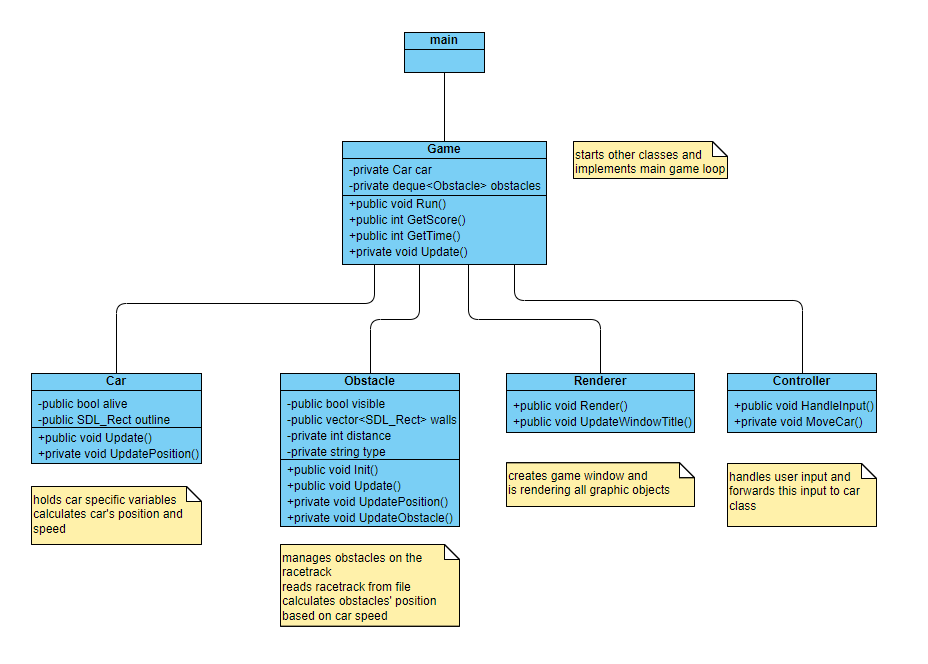 main
Game
-private Car car
-private deque<Obstacle> obstacles
+public void Run()
+public int GetScore()
+public int GetTime()
+private void Update()
starts other classes and
implements main game loop
Car
-public bool alive
-public SDL_Rect outline
+public void Update()
+private void UpdatePosition()
holds car specific variables
calculates car's position and
speed
Obstacle
-public bool visible
-public vector<SDL_Rect> walls
-private int distance
-private string type
+public void Init()
+public void Update()
+private void UpdatePosition()
+private void UpdateObstacle()
manages obstacles on the
racetrack
reads racetrack from file
calculates obstacles' position
based on car speed
Renderer
+public void Render()
+public void UpdateWindowTitle()
creates game window and
is rendering all graphic objects
Controller
+public void HandleInput()
+private void MoveCar()
handles user input and
forwards this input to car
class